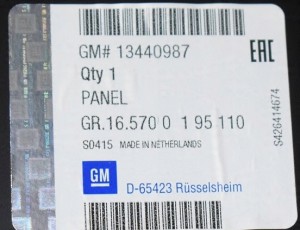 GM# 13440987
EAC
Qty 1
PANEL
GR.16.570 0 1 95 110
S0415 MADE IN NETHERLANDS
S426414674
GM
D-65423 Rüsselsheim